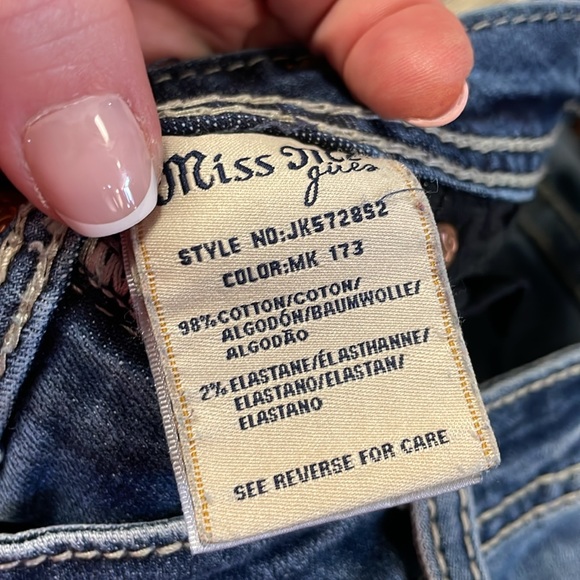 Miss Me
STYLE NO:JK5728S2
COLOR:MK 173
98% COTTON/COTON/
ALGODÓN/BAUMWOLLE/
ALGODÃO
2% ELASTANE/ÉLASTHANNE/
ELASTANO/ELASTAN/
ELASTANO
SEE REVERSE FOR CARE